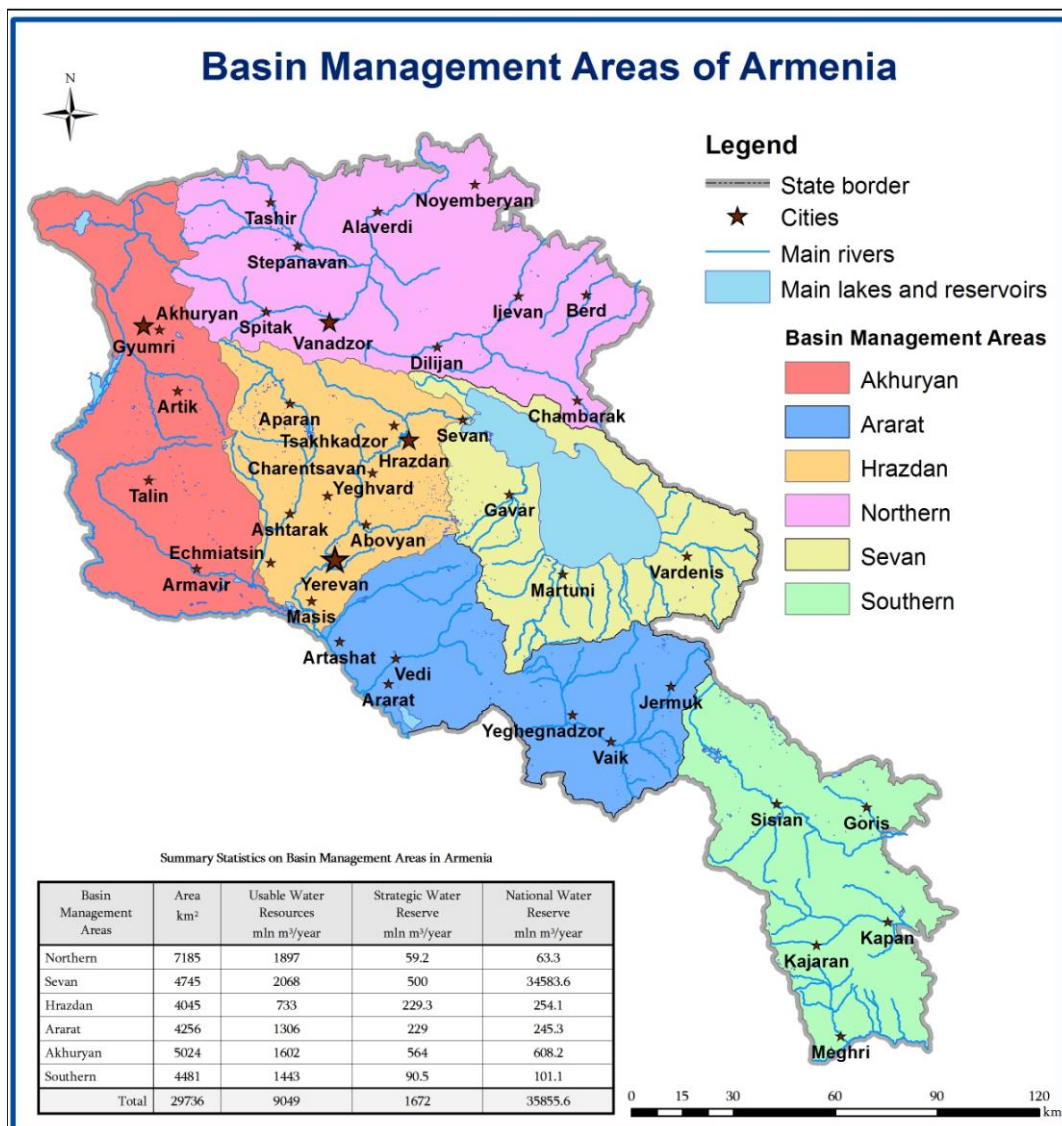 Basin Management Areas of Armenia
N
Legend
State border
Cities
Main rivers
Main lakes and reservoirs
Basin Management Areas
Akhuryan
Ararat
Hrazdan
Northern
Sevan
Southern
Noyemberyan
Tashir
Alaverdi
Stepanavan
Ijevan
Berd
Akhuryan
Spitak
Gyumri
Vanadzor
Dilijan
Artik
Aparan
Chambarak
Tsakhkadzor
Sevan
Hrazdan
Charentsavan
Talin
Yeghvard
Gavar
Ashtarak
Abovyan
Echmiatsin
Vardenis
Armavir
Yerevan
Martuni
Masis
Artashat
Vedi
Ararat
Jermuk
Yeghegnadzor
Vaik
Sisian
Goris
Kapan
Kajaran
Meghri
Summary Statistics on Basin Management Areas in Armenia
Basin Management Areas Area km² Usable Water Resources mln m³/year Strategic Water Reserve mln m³/year National Water Reserve mln m³/year
Northern 7185 1897 59.2 63.3
Sevan 4745 2068 500 34583.6
Hrazdan 4045 733 229.3 254.1
Ararat 4256 1306 229 245.3
Akhuryan 5024 1602 564 608.2
Southern 4481 1443 90.5 101.1
Total 29736 9049 1672 35855.6
0 15 30 60 90 120
km